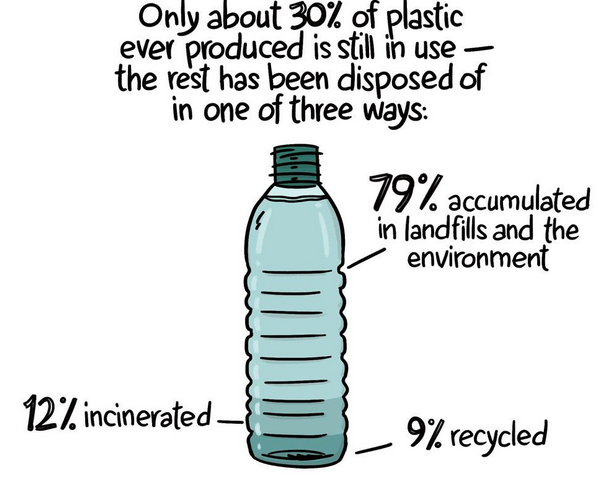 Only about 30% of plastic
ever produced is still in use —
the rest has been disposed of
in one of three ways:
79% accumulated
in landfills and the
environment
12% incinerated
9% recycled